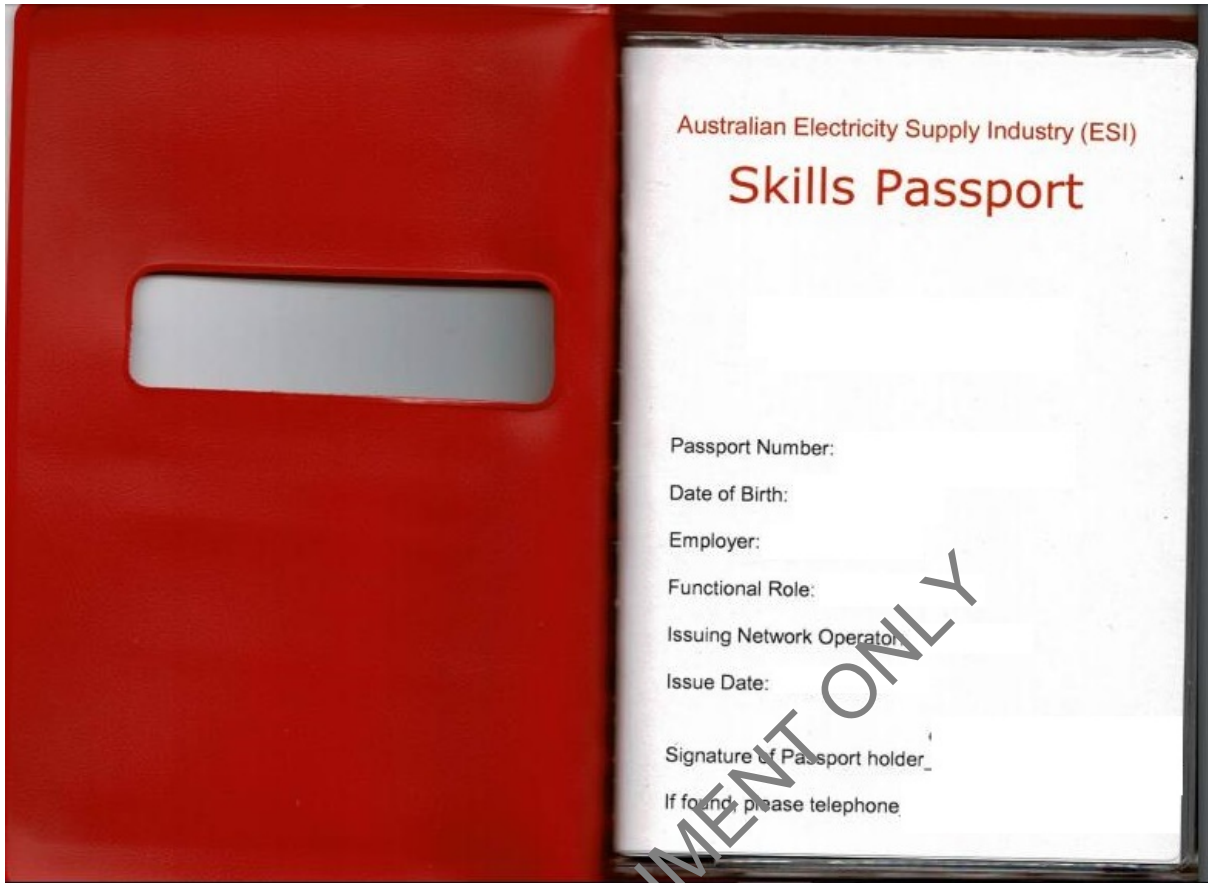 Australian Electricity Supply Industry (ESI)
Skills Passport
Passport Number:
Date of Birth:
Employer:
Functional Role:
Issuing Network Operator:
Issue Date:
Signature of Passport holder_
If found, please telephone
ONLY